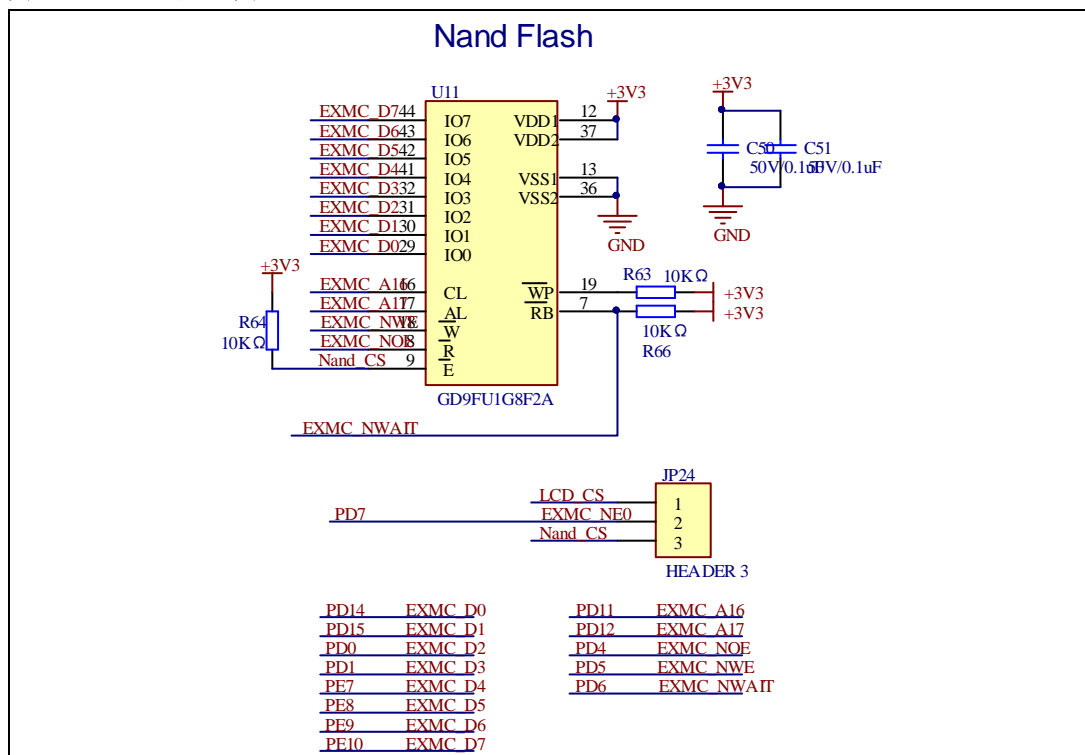 Nand Flash
U11
EXMC_D7 44 IO7 VDD1 12 +3V3
EXMC_D6 43 IO6 VDD2 37
EXMC_D5 42 IO5
EXMC_D4 41 IO4 VSS1 13
EXMC_D3 32 IO3 VSS2 36
EXMC_D2 31 IO2
EXMC_D1 30 IO1 GND
EXMC_D0 29 IO0
+3V3
C50 C51
50V/0.1uF 50V/0.1uF
GND
+3V3
EXMC_A16 16 CL WP 19 R63 10KΩ +3V3
EXMC_A17 17 AL RB 7 +3V3
R64 EXMC_NWE 18 W 10KΩ
10KΩ EXMC_NOE 8 R R66
Nand_CS 9 E
GD9FU1G8F2A
EXMC_NWAIT
JP24
LCD_CS 1
PD7 EXMC_NE0 2
Nand_CS 3
HEADER 3
PD14 EXMC_D0 PD11 EXMC_A16
PD15 EXMC_D1 PD12 EXMC_A17
PD0 EXMC_D2 PD4 EXMC_NOE
PD1 EXMC_D3 PD5 EXMC_NWE
PE7 EXMC_D4 PD6 EXMC_NWAIT
PE8 EXMC_D5
PE9 EXMC_D6
PE10 EXMC_D7